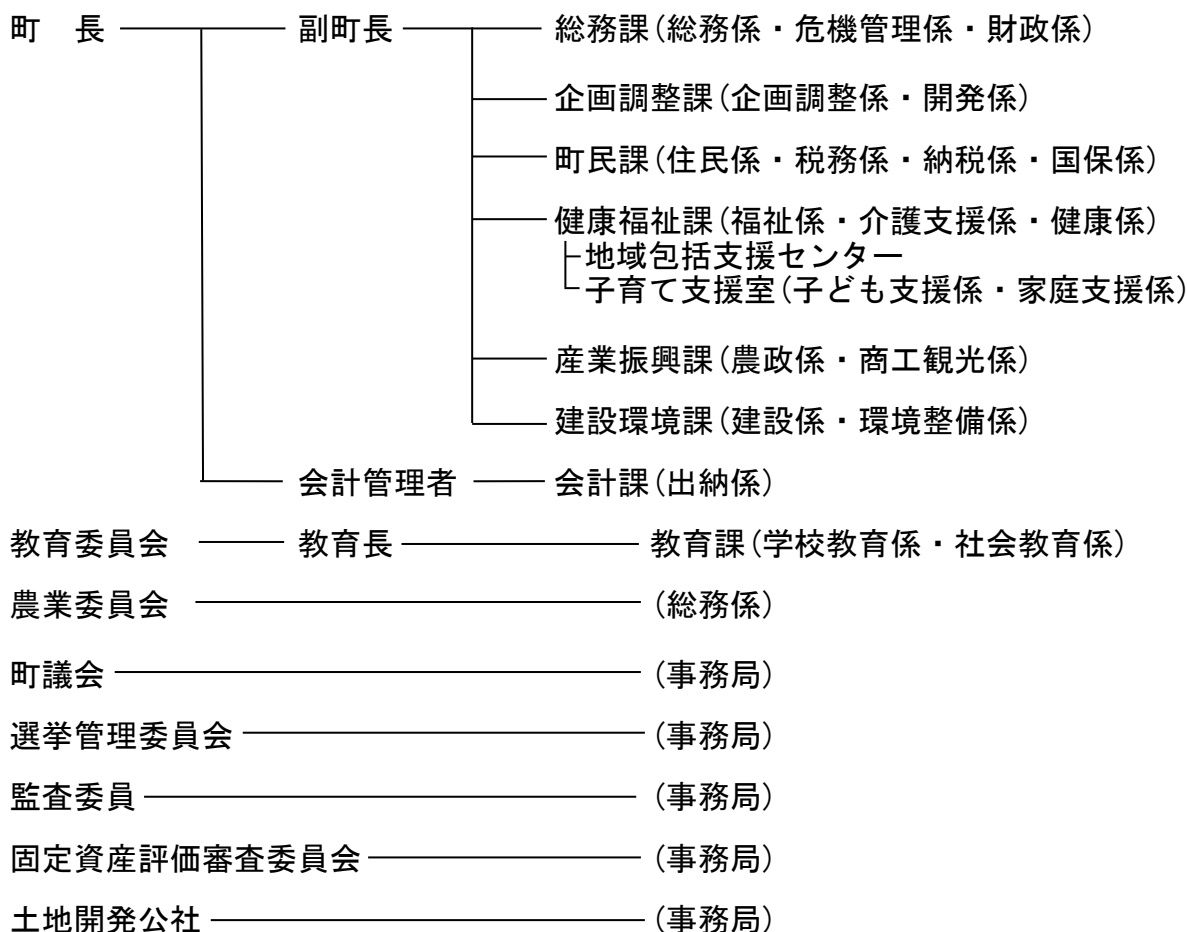 町　長 副町長 総務課(総務係・危機管理係・財政係)
企画調整課(企画調整係・開発係)
町民課(住民係・税務係・納税係・国保係)
健康福祉課(福祉係・介護支援係・健康係)
地域包括支援センター
子育て支援室(子ども支援係・家庭支援係)
産業振興課(農政係・商工観光係)
建設環境課(建設係・環境整備係)
会計管理者 会計課(出納係)
教育委員会 教育長 教育課(学校教育係・社会教育係)
農業委員会 (総務係)
町議会 (事務局)
選挙管理委員会 (事務局)
監査委員 (事務局)
固定資産評価審査委員会 (事務局)
土地開発公社 (事務局)